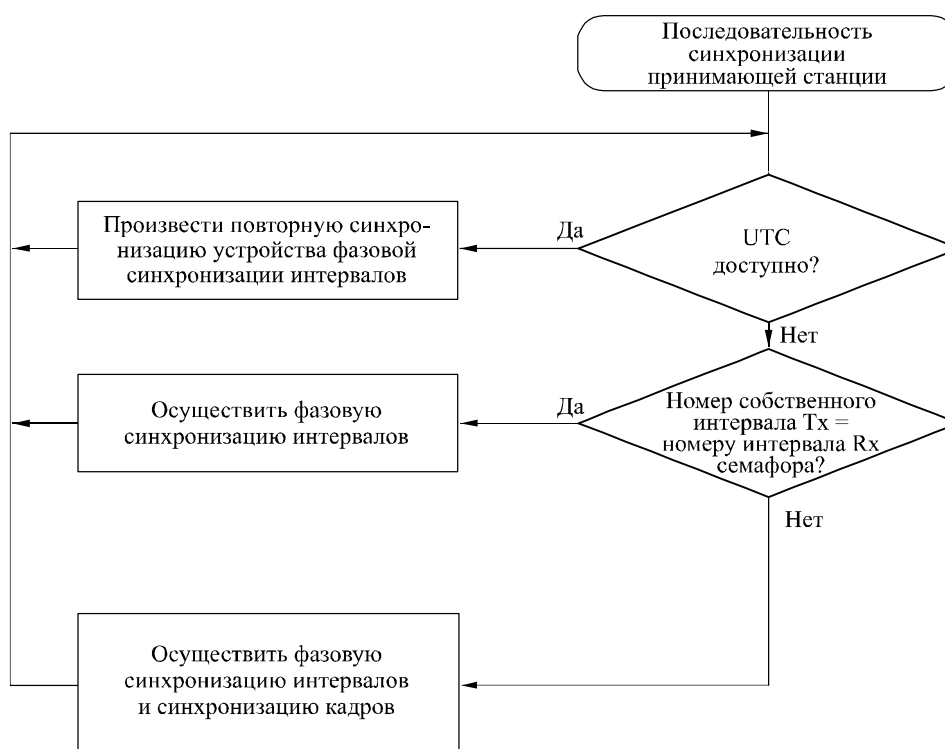 Последовательность
синхронизации
принимающей станции
Произвести повторную синхро-
низацию устройства фазовой
синхронизации интервалов
Да
UTC
доступно?
Нет
Осуществить фазовую
синхронизацию интервалов
Да
Номер собственного
интервала Tx =
номеру интервала Rx
семафора?
Нет
Осуществить фазовую
синхронизацию интервалов
и синхронизацию кадров